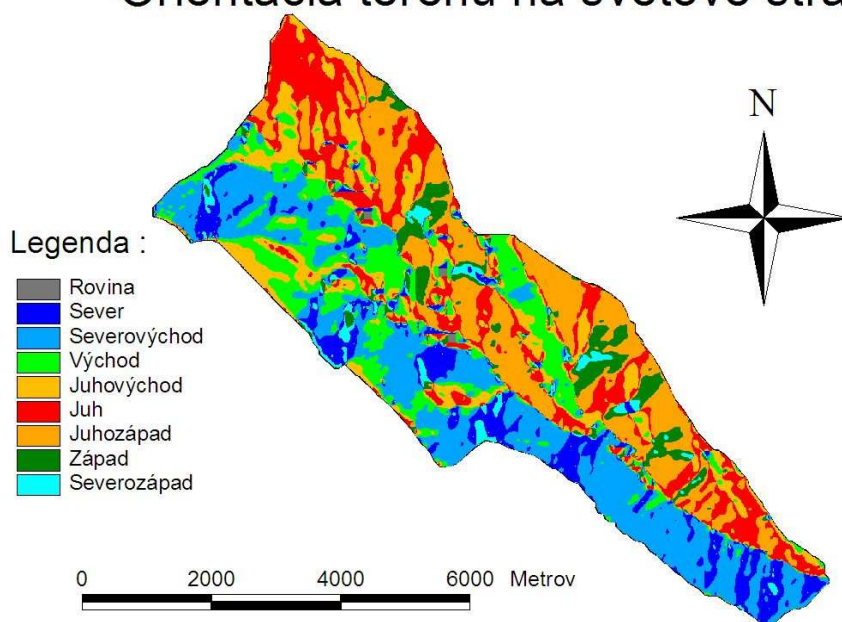 Orientácia terénu na svetové stra
N
Legenda :
Rovina
Sever
Severovýchod
Východ
Juhovýchod
Juh
Juhozápad
Západ
Severozápad
0 2000 4000 6000 Metrov